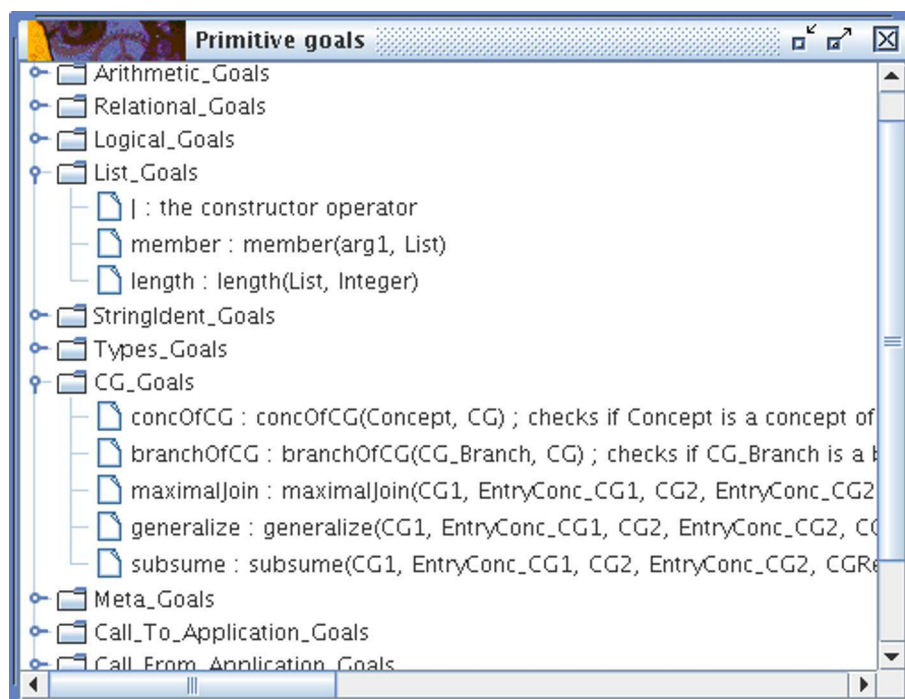 Primitive goals
Arithmetic_Goals
Relational_Goals
Logical_Goals
List_Goals
| : the constructor operator
member : member(arg1, List)
length : length(List, Integer)
StringIdent_Goals
Types_Goals
CG_Goals
concOfCG : concOfCG(Concept, CG) ; checks if Concept is a concept of
branchOfCG : branchOfCG(CG_Branch, CG) ; checks if CG_Branch is a
maximalJoin : maximalJoin(CG1, EntryConc_CG1, CG2, EntryConc_CG2
generalize : generalize(CG1, EntryConc_CG1, CG2, EntryConc_CG2,
subsume : subsume(CG1, EntryConc_CG1, CG2, EntryConc_CG2, CGRe
Meta_Goals
Call_To_Application_Goals
Call_From_Application_Goals